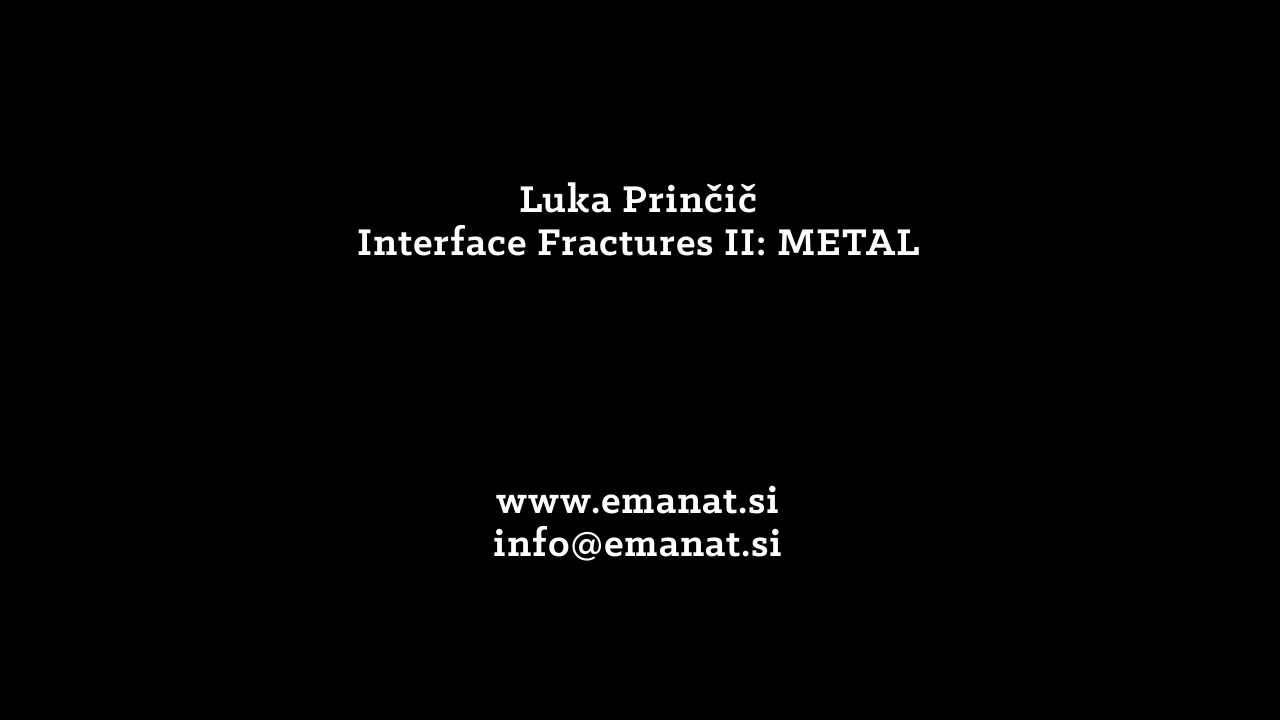 Luka Prinčič
Interface Fractures II: METAL
www.emanat.si
info@emanat.si